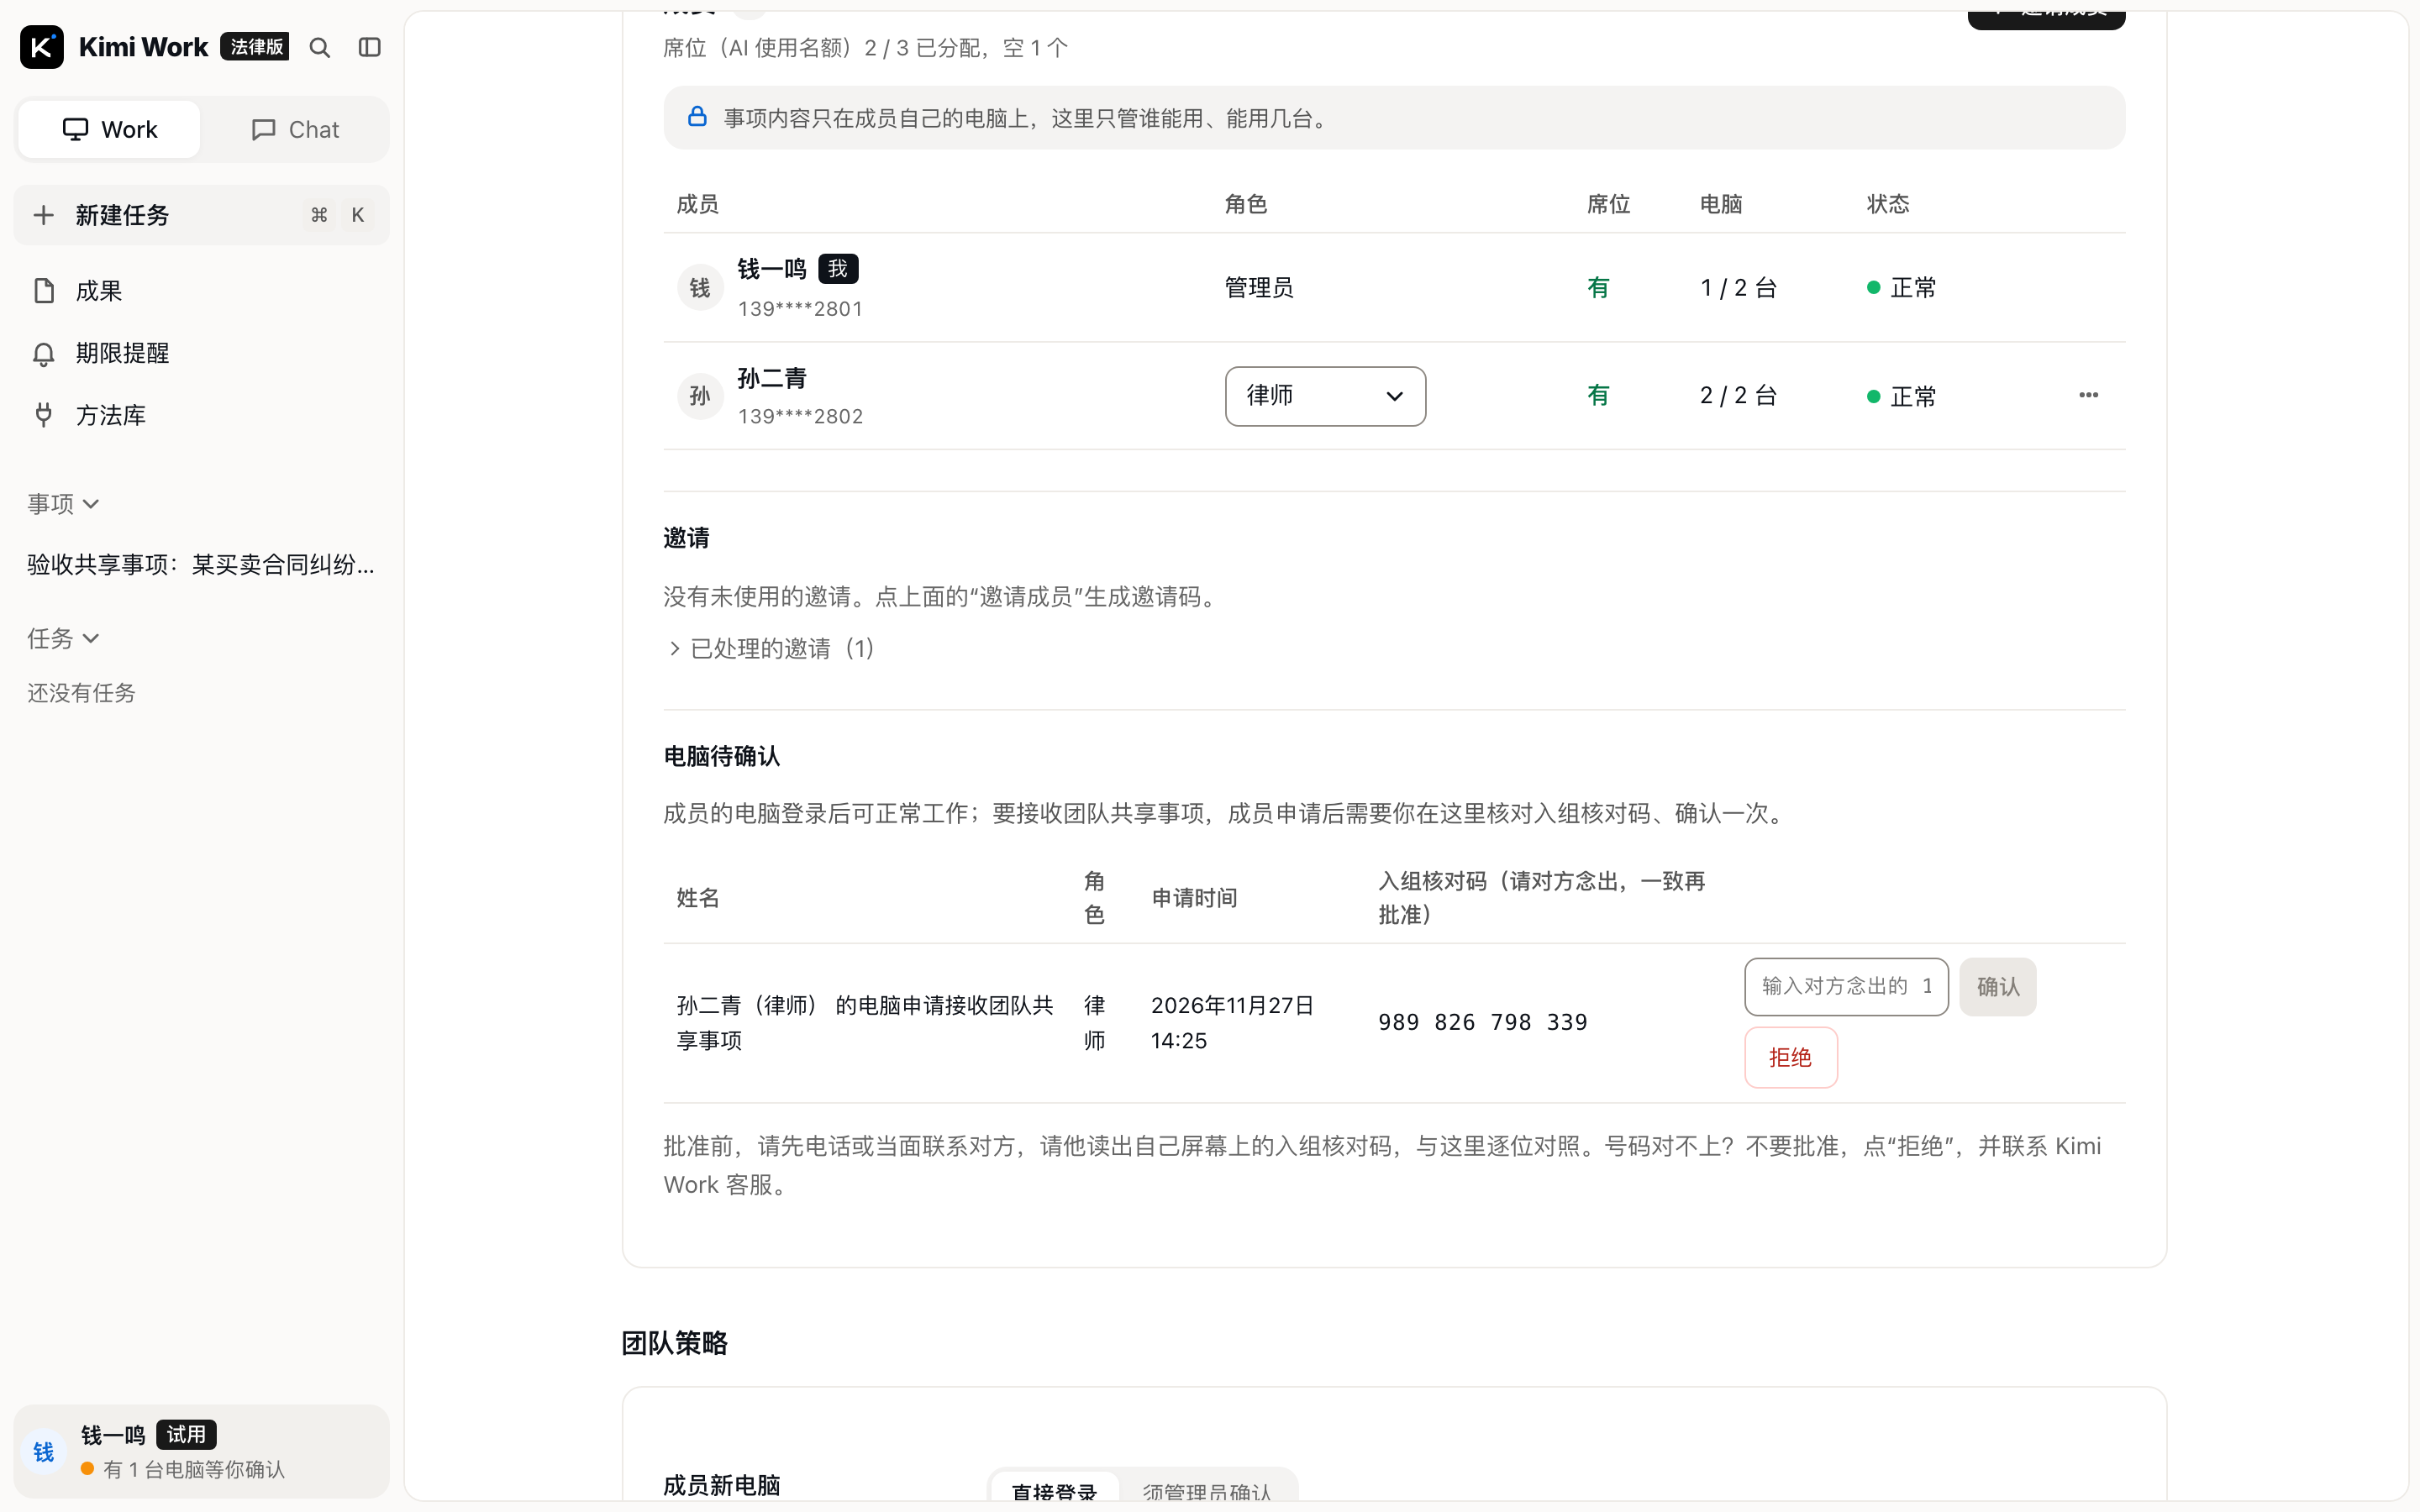 Kimi Work 法律版
Work
Chat
新建任务 ⌘ K
成果
期限提醒
方法库
事项
验收共享事项：某买卖合同纠纷...
任务
还没有任务
钱
钱一鸣 试用
有 1 台电脑等你确认
席位（AI 使用名额）2 / 3 已分配，空 1 个
事项内容只在成员自己的电脑上，这里只管谁能用、能用几台。
成员 角色 席位 电脑 状态
钱 钱一鸣 我
139****2801
管理员 有 1 / 2 台 正常
孙 孙二青
139****2802
律师 有 2 / 2 台 正常
邀请
没有未使用的邀请。点上面的“邀请成员”生成邀请码。
已处理的邀请（1）
电脑待确认
成员的电脑登录后可正常工作；要接收团队共享事项，成员申请后需要你在这里核对入组核对码、确认一次。
姓名
角
色
申请时间
入组核对码（请对方念出，一致再
批准）
孙二青（律师） 的电脑申请接收团队共
享事项
律
师
2026年11月27日
14:25
989 826 798 339
输入对方念出的 1
确认
拒绝
批准前，请先电话或当面联系对方，请他读出自己屏幕上的入组核对码，与这里逐位对照。号码对不上？不要批准，点“拒绝”，并联系 Kimi
Work 客服。
团队策略
成员新电脑 直接登录 须管理员确认